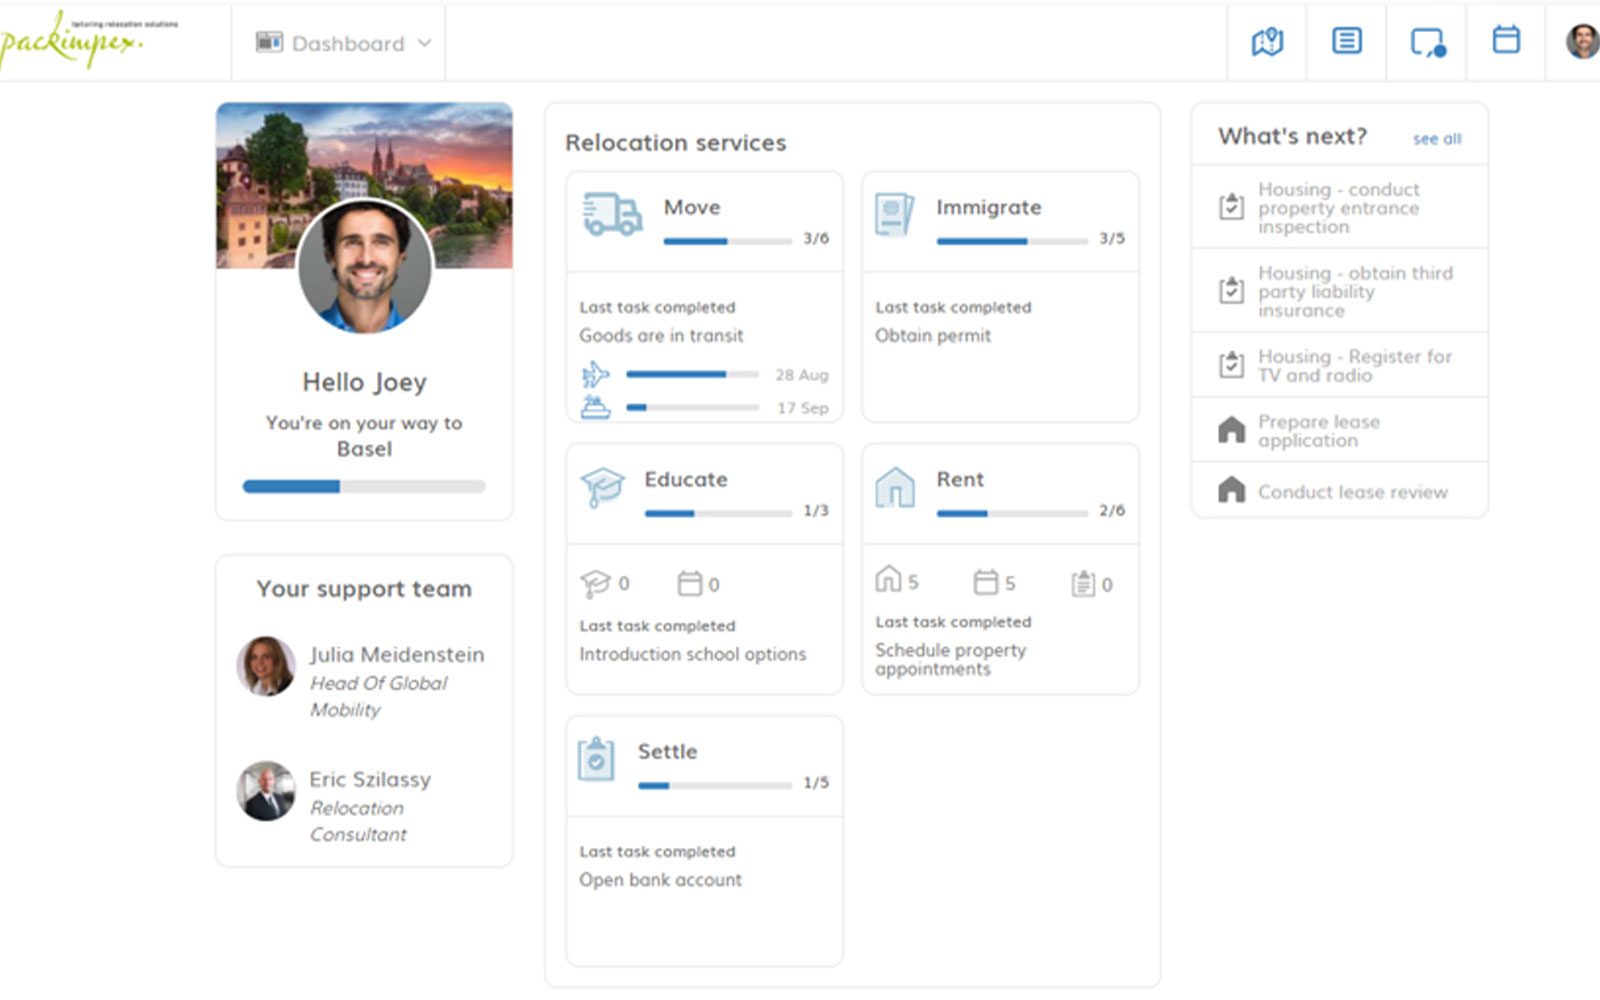 tailoring relocation solutions
packimpex.
Dashboard
Hello Joey
You're on your way to
Basel
Your support team
Julia Meidenstein
Head Of Global
Mobility
Eric Szilassy
Relocation
Consultant
Relocation services
Move
3/6
Last task completed
Goods are in transit
28 Aug
17 Sep
Immigrate
3/5
Last task completed
Obtain permit
Educate
1/3
0 0
Last task completed
Introduction school options
Rent
2/6
5 5 0
Last task completed
Schedule property
appointments
Settle
1/5
Last task completed
Open bank account
What's next? see all
Housing - conduct
property entrance
inspection
Housing - obtain third
party liability
insurance
Housing - Register for
TV and radio
Prepare lease
application
Conduct lease review